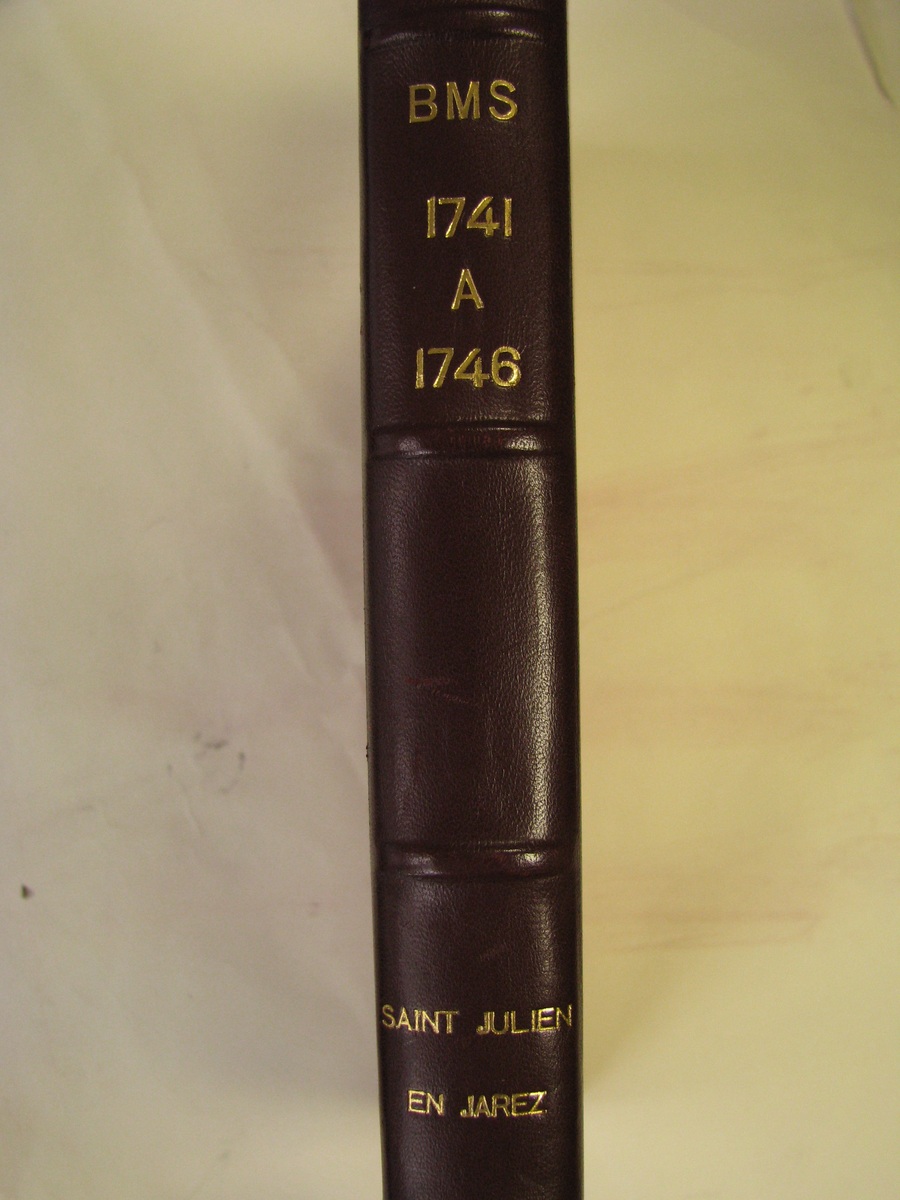 BMS
1741
A
1746
SAINT JULIEN
EN JAREZ